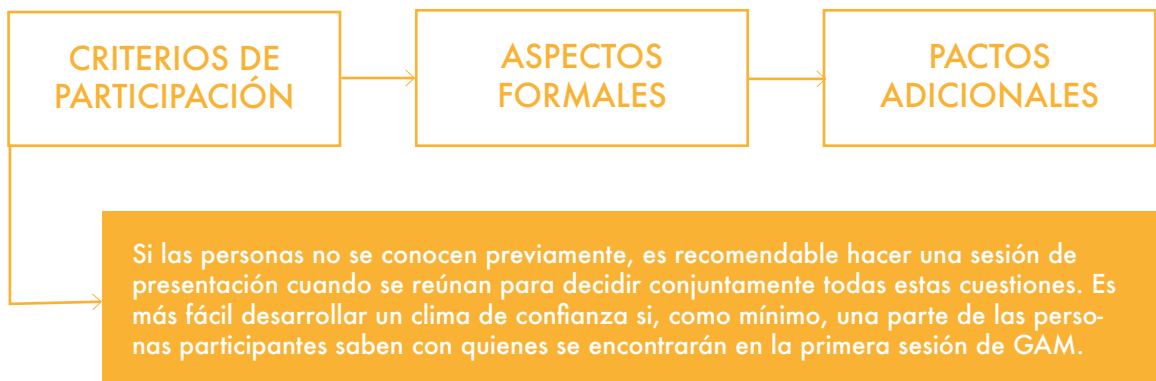 CRITERIOS DE
PARTICIPACIÓN
ASPECTOS
FORMALES
PACTOS
ADICIONALES
Si las personas no se conocen previamente, es recomendable hacer una sesión de
presentación cuando se reúnan para decidir conjuntamente todas estas cuestiones. Es
más fácil desarrollar un clima de confianza si, como mínimo, una parte de las perso-
nas participantes saben con quienes se encontrarán en la primera sesión de GAM.